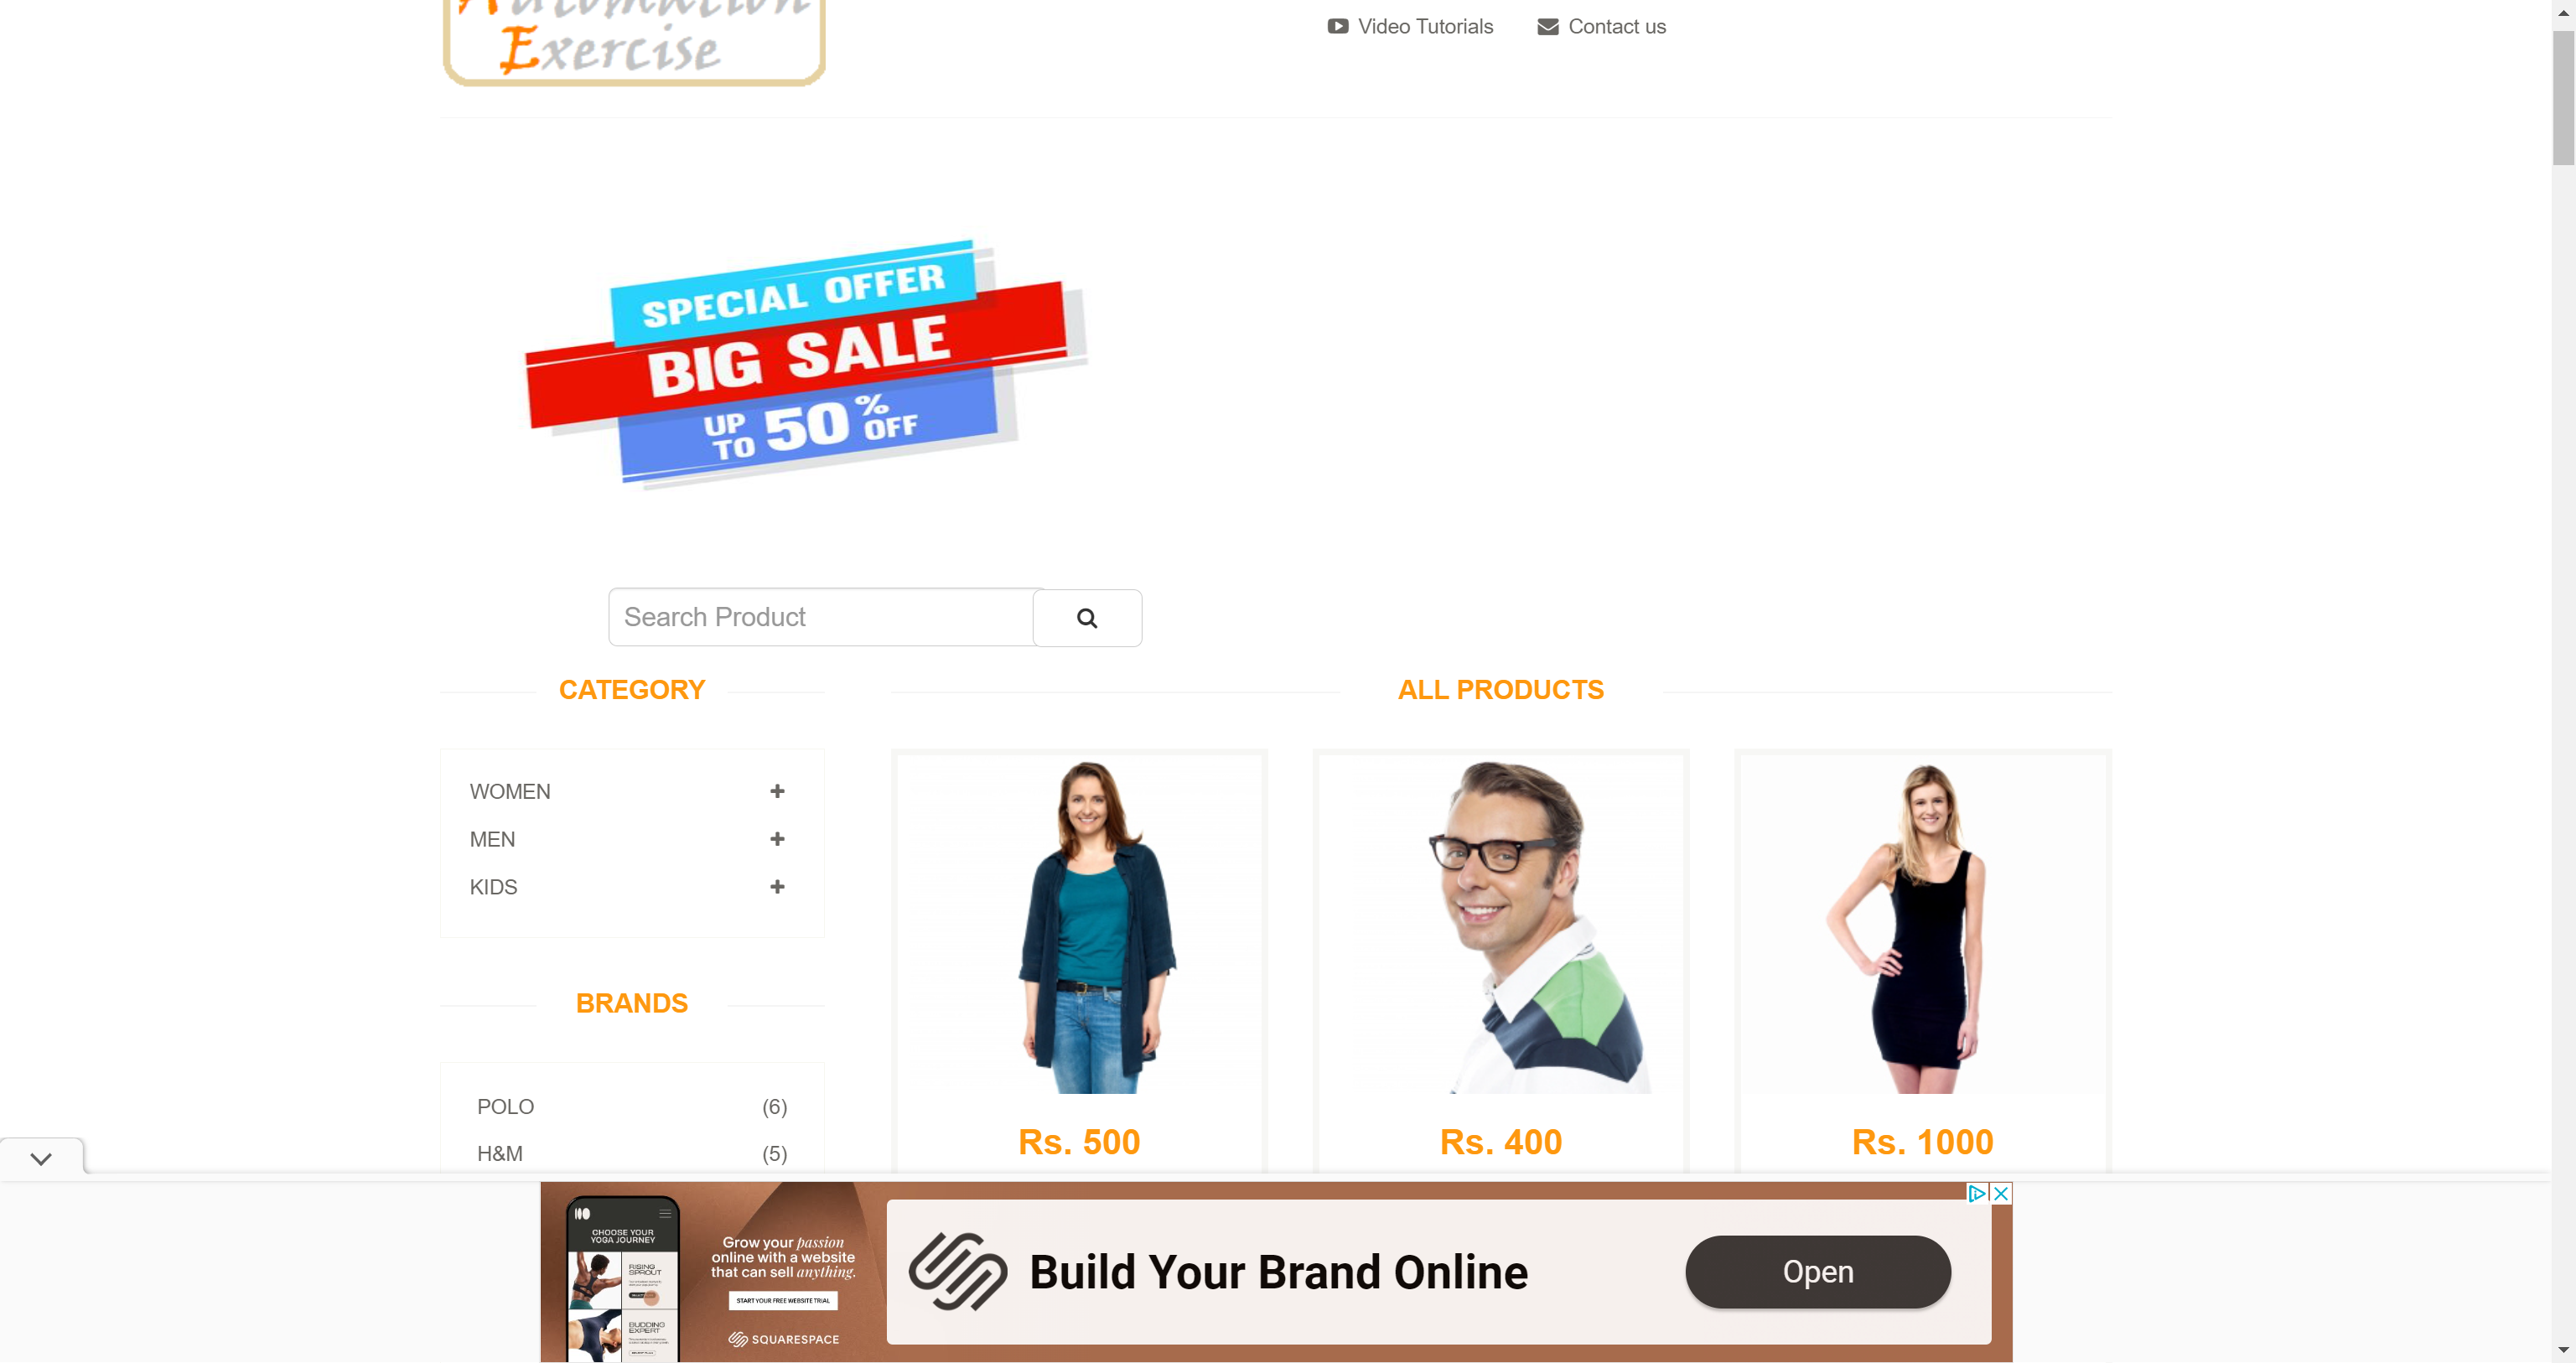 Automation
Exercise
Video Tutorials
Contact us
SPECIAL OFFER
BIG SALE
UP TO 50% OFF
Search Product
CATEGORY
WOMEN
MEN
KIDS
BRANDS
POLO (6)
H&M (5)
ALL PRODUCTS
Rs. 500
Rs. 400
Rs. 1000
CHOOSE YOUR
YOGA JOURNEY
RISING
SPROUT
BUDDING
EXPERT
Grow your passion
online with a website
that can sell anything.
START YOUR FREE WEBSITE TRIAL
SQUARESPACE
Build Your Brand Online
Open